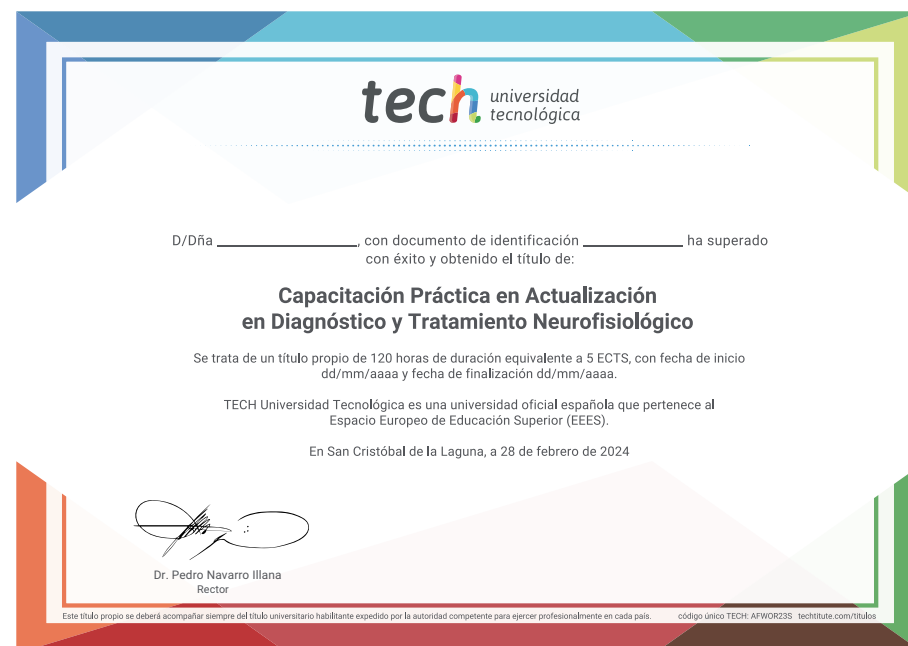 tech universidad
tecnológica
D/Dña ____________________, con documento de identificación ______________ ha superado
con éxito y obtenido el título de:
Capacitación Práctica en Actualización
en Diagnóstico y Tratamiento Neurofisiológico
Se trata de un título propio de 120 horas de duración equivalente a 5 ECTS, con fecha de inicio
dd/mm/aaaa y fecha de finalización dd/mm/aaaa.
TECH Universidad Tecnológica es una universidad oficial española que pertenece al
Espacio Europeo de Educación Superior (EEES).
En San Cristóbal de la Laguna, a 28 de febrero de 2024
Dr. Pedro Navarro Illana
Rector
Este título propio se deberá acompañar siempre del título universitario habilitante expedido por la autoridad competente para ejercer profesionalmente en cada país. código único TECH: AFWOR23S techtitute.com/titulos